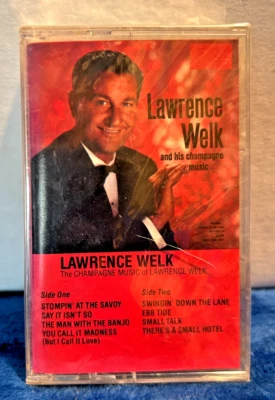 Lawrence
Welk
and his champagne
music
LAWRENCE WELK
The CHAMPAGNE MUSIC of LAWRENCE WELK
Side One
STOMPIN' AT THE SAVOY
SAY IT ISN'T SO
THE MAN WITH THE BANJO
YOU CALL IT MADNESS
(But I Call It Love)
Side Two
SWINGIN' DOWN THE LANE
EBB TIDE
SMALL TALK
THERE'S A SMALL HOTEL